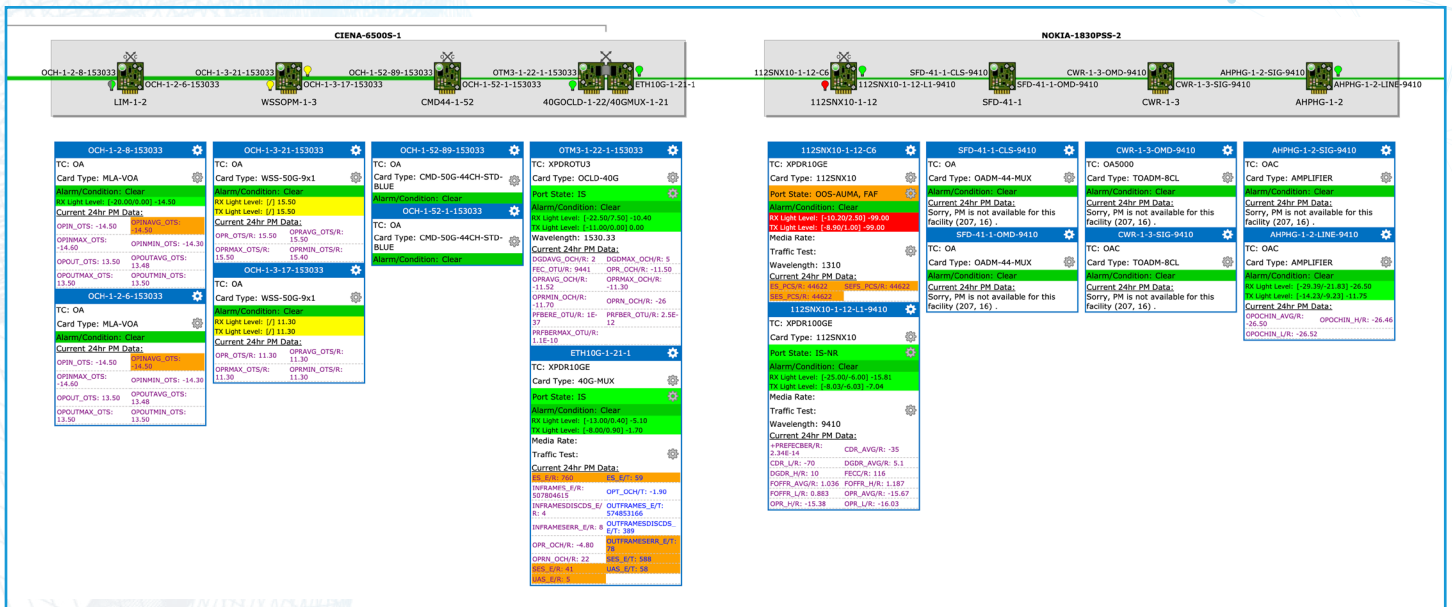 CIENA-6500S-1
NOKIA-1830PSS-2
OCH-1-2-8-153033
OCH-1-2-6-153033
LIM-1-2
OCH-1-3-21-153033
OCH-1-3-17-153033
WSSOPM-1-3
OCH-1-52-89-153033
OCH-1-52-1-153033
CMD44-1-52
OTM3-1-22-1-153033
ETH10G-1-21-1
40GOCLD-1-22/40GMUX-1-21
112SNX10-1-12-C6
112SNX10-1-12-L1-9410
112SNX10-1-12
SFD-41-1-CLS-9410
SFD-41-1-OMD-9410
SFD-41-1
CWR-1-3-OMD-9410
CWR-1-3-SIG-9410
CWR-1-3
AHPHG-1-2-SIG-9410
AHPHG-1-2-LINE-9410
AHPHG-1-2
OCH-1-2-8-153033
TC: OA
Card Type: MLA-VOA
Alarm/Condition: Clear
RX Light Level: [-20.00/0.00] -14.50
Current 24hr PM Data:
OPIN_OTS: -14.50
OPINAVG_OTS: -14.50
OPINMAX_OTS: -14.60
OPINMIN_OTS: -14.30
OPOUT_OTS: 13.50
OPOUTAVG_OTS: 13.48
OPOUTMAX_OTS: 13.50
OPOUTMIN_OTS: 13.50
OCH-1-2-6-153033
TC: OA
Card Type: MLA-VOA
Alarm/Condition: Clear
Current 24hr PM Data:
OPIN_OTS: -14.50
OPINAVG_OTS: -14.50
OPINMAX_OTS: -14.60
OPINMIN_OTS: -14.30
OPOUT_OTS: 13.50
OPOUTAVG_OTS: 13.48
OPOUTMAX_OTS: 13.50
OPOUTMIN_OTS: 13.50
OCH-1-3-21-153033
TC: OA
Card Type: WSS-50G-9x1
Alarm/Condition: Clear
RX Light Level: [/] 15.50
TX Light Level: [/] 15.50
Current 24hr PM Data:
OPR_OTS/R: 15.50
OPRAVG_OTS/R: 15.50
OPRMAX_OTS/R: 15.50
OPRMIN_OTS/R: 15.40
OCH-1-3-17-153033
TC: OA
Card Type: WSS-50G-9x1
Alarm/Condition: Clear
RX Light Level: [/] 11.30
TX Light Level: [/] 11.30
Current 24hr PM Data:
OPR_OTS/R: 11.30
OPRAVG_OTS/R: 11.30
OPRMAX_OTS/R: 11.30
OPRMIN_OTS/R: 11.30
OCH-1-52-89-153033
TC: OA
Card Type: CMD-50G-44CH-STD-BLUE
Alarm/Condition: Clear
OCH-1-52-1-153033
TC: OA
Card Type: CMD-50G-44CH-STD-BLUE
Alarm/Condition: Clear
OTM3-1-22-1-153033
TC: XPDROTU3
Card Type: OCLD-40G
Port State: IS
Alarm/Condition: Clear
RX Light Level: [-22.50/7.50] -10.40
TX Light Level: [-11.00/0.00] 0.00
Wavelength: 1530.33
Current 24hr PM Data:
DGDAVG_OCH/R: 2
DGDMAX_OCH/R: 5
FEC_OTU/R: 9441
OPR_OCH/R: -11.50
OPRAVG_OCH/R: -11.52
OPRMAX_OCH/R: -11.30
OPRMIN_OCH/R: -11.70
OPRN_OCH/R: -26
PFBERE_OTU/R: 1E-37
PRFBER_OTU/R: 2.5E-12
PRFBERMAX_OTU/R: 1.1E-10
ETH10G-1-21-1
TC: XPDR10GE
Card Type: 40G-MUX
Port State: IS
Alarm/Condition: Clear
RX Light Level: [-13.00/0.40] -5.10
TX Light Level: [-8.00/0.90] -1.70
Media Rate:
Traffic Test:
Current 24hr PM Data:
ES_E/R: 760
ES_E/T: 59
INFRAMES_E/R: 507804615
OPT_OCH/T: -1.90
INFRAMESDISCDS_E/R: 4
OUTFRAMES_E/T: 574853166
INFRAMESERR_E/R: 8
OUTFRAMESDISCDS_E/T: 389
OPR_OCH/R: -4.80
OUTFRAMESERR_E/T: 78
OPRN_OCH/R: 22
SES_E/T: 588
SES_E/R: 41
UAS_E/T: 58
UAS_E/R: 5
112SNX10-1-12-C6
TC: XPDR10GE
Card Type: 112SNX10
Port State: OOS-AUMA, FAF
RX Light Level: [-10.20/2.50] -99.00
TX Light Level: [-8.90/1.00] -99.00
Media Rate:
Traffic Test:
Wavelength: 1310
Current 24hr PM Data:
ES_PCS/R: 44622
SEFS_PCS/R: 44622
SES_PCS/R: 44622
112SNX10-1-12-L1-9410
TC: XPDR100GE
Card Type: 112SNX10
Port State: IS-NR
Alarm/Condition: Clear
RX Light Level: [-25.00/-6.00] -15.81
TX Light Level: [-8.03/-6.03] -7.04
Media Rate:
Traffic Test:
Wavelength: 9410
Current 24hr PM Data:
+PREFECBER/R: 2.34E-14
CDR_AVG/R: -35
CDR_L/R: -70
DGDR_AVG/R: 5.1
DGDR_H/R: 10
FECC/R: 116
FOFFR_AVG/R: 1.036
FOFFR_H/R: 1.187
FOFFR_L/R: 0.883
OPR_AVG/R: -15.67
OPR_H/R: -15.38
OPR_L/R: -16.03
SFD-41-1-CLS-9410
TC: OA
Card Type: OADM-44-MUX
Alarm/Condition: Clear
Current 24hr PM Data:
Sorry, PM is not available for this facility (207, 16) .
SFD-41-1-OMD-9410
TC: OA
Card Type: OADM-44-MUX
Alarm/Condition: Clear
Current 24hr PM Data:
Sorry, PM is not available for this facility (207, 16) .
CWR-1-3-OMD-9410
TC: OA5000
Card Type: TOADM-8CL
Alarm/Condition: Clear
Current 24hr PM Data:
Sorry, PM is not available for this facility (207, 16) .
CWR-1-3-SIG-9410
TC: OAC
Card Type: TOADM-8CL
Alarm/Condition: Clear
Current 24hr PM Data:
Sorry, PM is not available for this facility (207, 16) .
AHPHG-1-2-SIG-9410
TC: OAC
Card Type: AMPLIFIER
Alarm/Condition: Clear
Current 24hr PM Data:
Sorry, PM is not available for this facility (207, 16) .
AHPHG-1-2-LINE-9410
TC: OAC
Card Type: AMPLIFIER
Alarm/Condition: Clear
RX Light Level: [-29.39/-21.83] -26.50
TX Light Level: [-14.23/-9.23] -11.75
Current 24hr PM Data:
OPOCHIN_AVG/R: -26.50
OPOCHIN_H/R: -26.46
OPOCHIN_L/R: -26.52